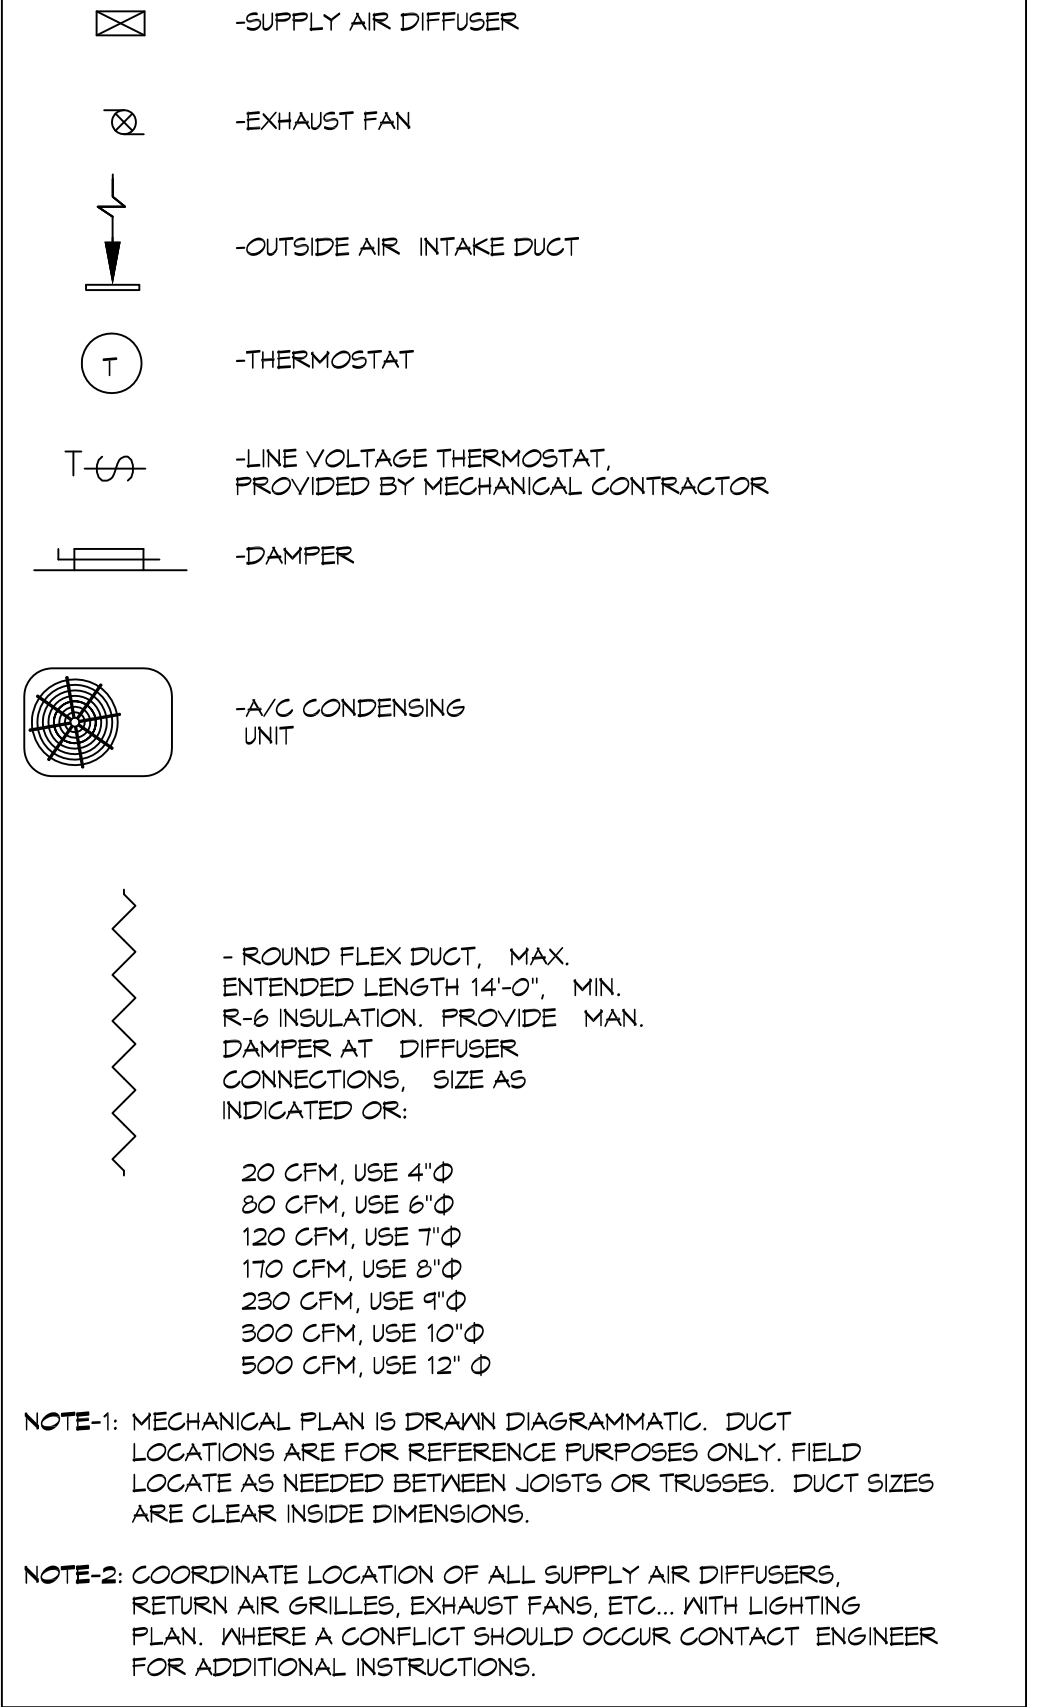 -SUPPLY AIR DIFFUSER
-EXHAUST FAN
-OUTSIDE AIR INTAKE DUCT
T
-THERMOSTAT
T
-LINE VOLTAGE THERMOSTAT,
PROVIDED BY MECHANICAL CONTRACTOR
-DAMPER
-A/C CONDENSING
UNIT
- ROUND FLEX DUCT, MAX.
ENTENDED LENGTH 14'-0", MIN.
R-6 INSULATION. PROVIDE MAN.
DAMPER AT DIFFUSER
CONNECTIONS, SIZE AS
INDICATED OR:
20 CFM, USE 4"Φ
80 CFM, USE 6"Φ
120 CFM, USE 7"Φ
170 CFM, USE 8"Φ
230 CFM, USE 9"Φ
300 CFM, USE 10"Φ
500 CFM, USE 12" Φ
NOTE-1: MECHANICAL PLAN IS DRAWN DIAGRAMMATIC. DUCT
LOCATIONS ARE FOR REFERENCE PURPOSES ONLY. FIELD
LOCATE AS NEEDED BETWEEN JOISTS OR TRUSSES. DUCT SIZES
ARE CLEAR INSIDE DIMENSIONS.
NOTE-2: COORDINATE LOCATION OF ALL SUPPLY AIR DIFFUSERS,
RETURN AIR GRILLES, EXHAUST FANS, ETC... WITH LIGHTING
PLAN. WHERE A CONFLICT SHOULD OCCUR CONTACT ENGINEER
FOR ADDITIONAL INSTRUCTIONS.